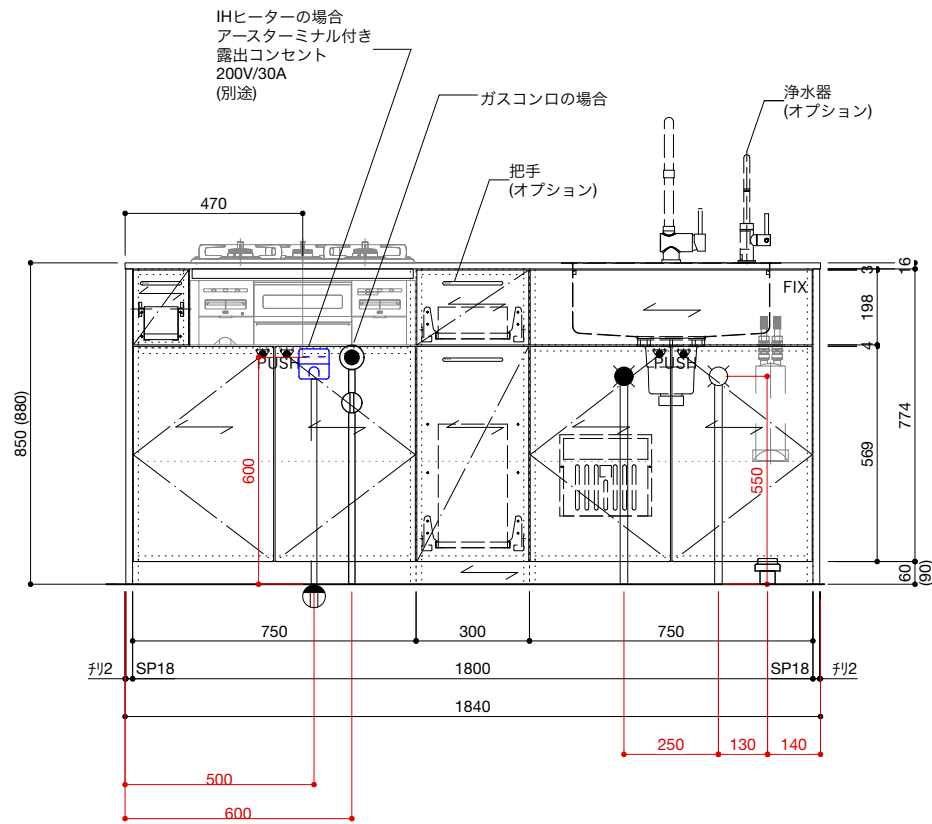 IHヒーターの場合
アースターミナル付き
露出コンセント
200V/30A
(別途)
ガスコンロの場合
浄水器
(オプション)
把手
(オプション)
470
FIX
16
3
198
4
PUSH
PUSH
850 (880)
774
569
600
550
60
(90)
750
300
750
チリ2
SP18
1800
SP18
チリ2
1840
250
130
140
500
600